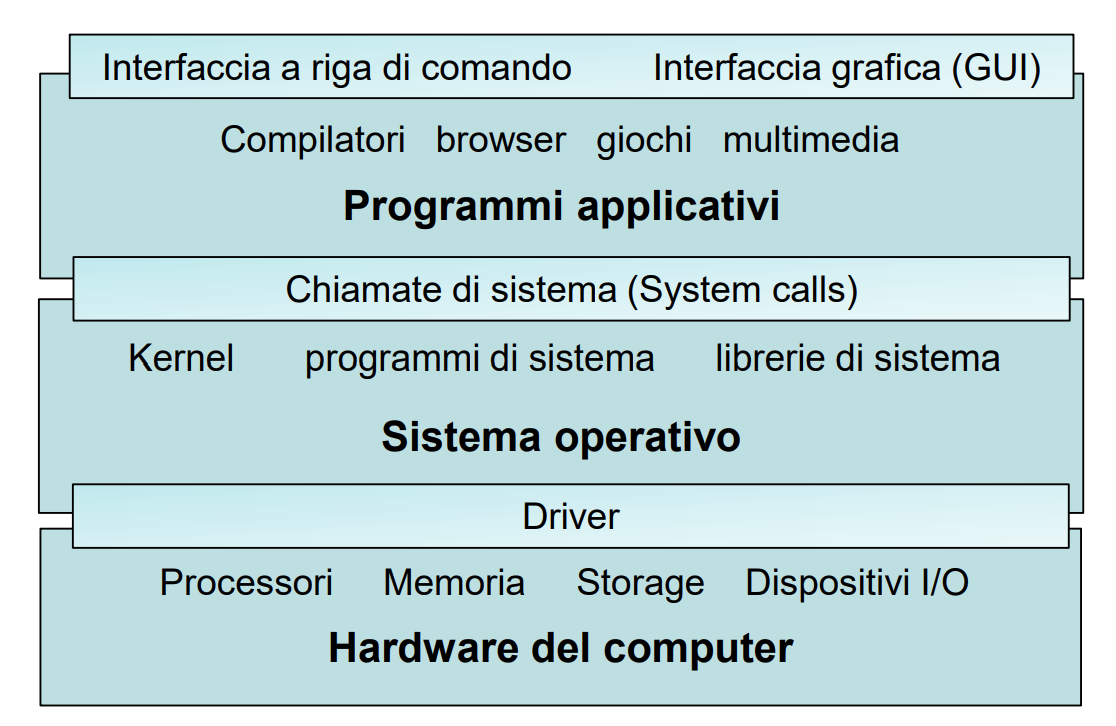 Interfaccia a riga di comando Interfaccia grafica (GUI)
Compilatori browser giochi multimedia
Programmi applicativi
Chiamate di sistema (System calls)
Kernel programmi di sistema librerie di sistema
Sistema operativo
Driver
Processori Memoria Storage Dispositivi I/O
Hardware del computer